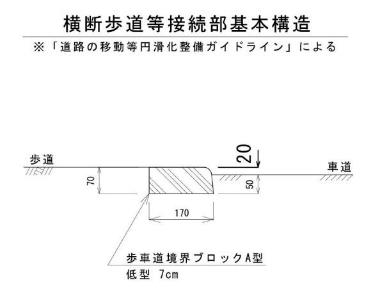 横断歩道等接続部基本構造
※「道路の移動等円滑化整備ガイドライン」による
歩道
20
車道
70
50
170
歩車道境界ブロックA型
低型 7cm